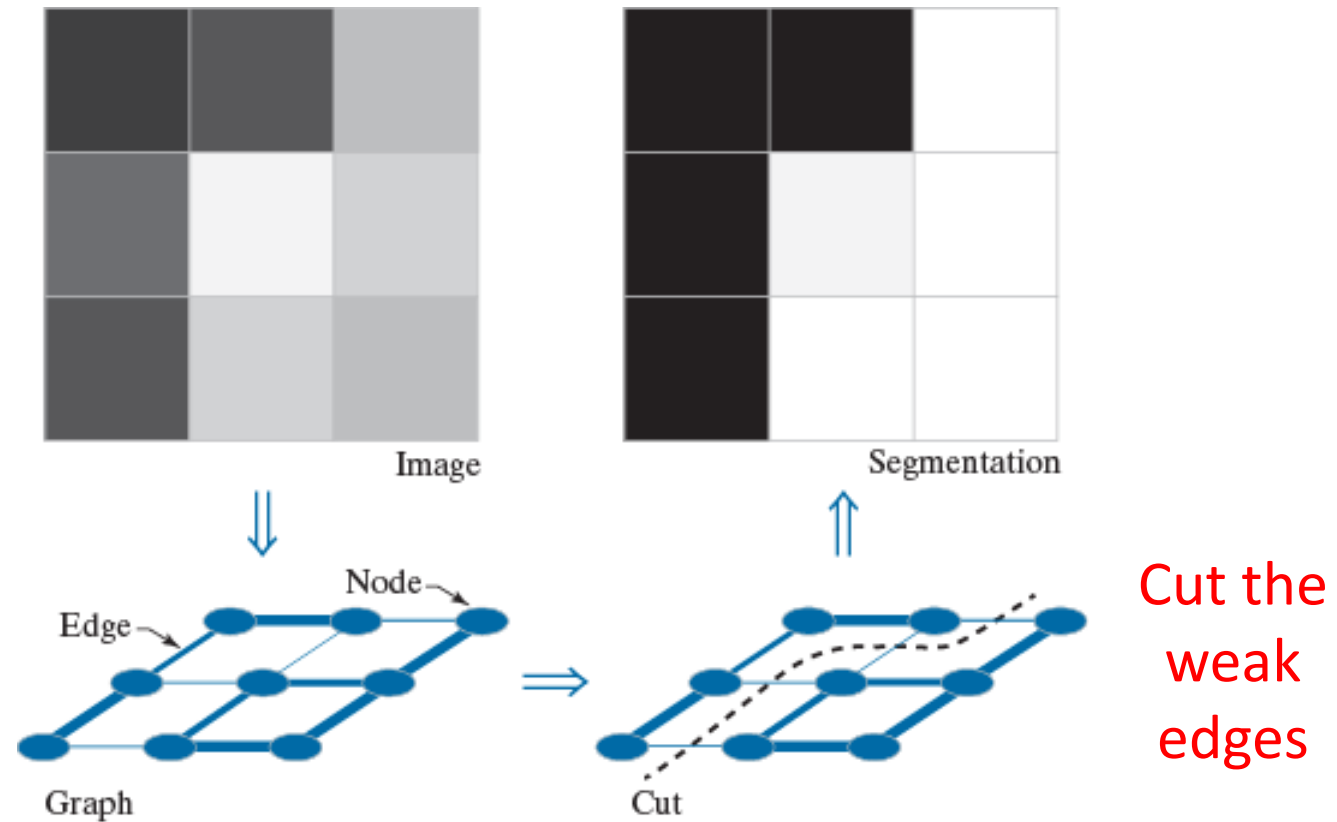 Image
Segmentation
Node
Edge
Graph
Cut
Cut the
weak
edges